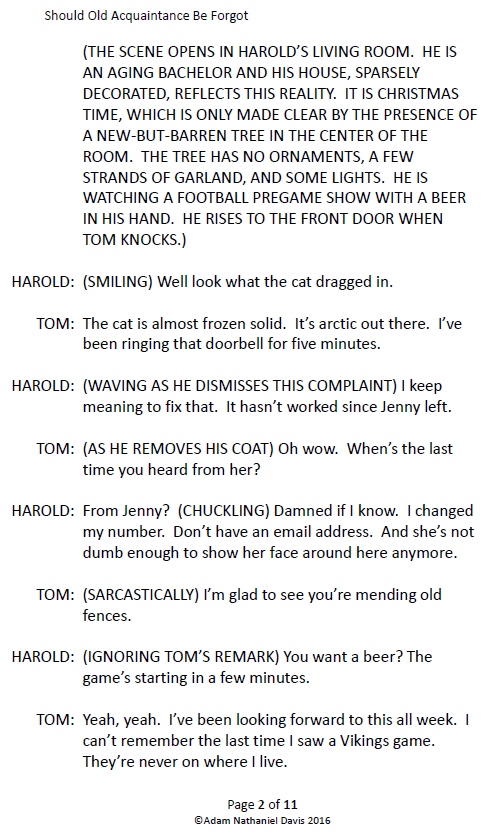 Should Old Acquaintance Be Forgot
(THE SCENE OPENS IN HAROLD’S LIVING ROOM. HE IS
AN AGING BACHELOR AND HIS HOUSE, SPARSELY
DECORATED, REFLECTS THIS REALITY. IT IS CHRISTMAS
TIME, WHICH IS ONLY MADE CLEAR BY THE PRESENCE OF
A NEW-BUT-BARREN TREE IN THE CENTER OF THE
ROOM. THE TREE HAS NO ORNAMENTS, A FEW
STRANDS OF GARLAND, AND SOME LIGHTS. HE IS
WATCHING A FOOTBALL PREGAME SHOW WITH A BEER
IN HIS HAND. HE RISES TO THE FRONT DOOR WHEN
TOM KNOCKS.)
HAROLD: (SMILING) Well look what the cat dragged in.
TOM: The cat is almost frozen solid. It’s arctic out there. I’ve
been ringing that doorbell for five minutes.
HAROLD: (WAVING AS HE DISMISSES THIS COMPLAINT) I keep
meaning to fix that. It hasn’t worked since Jenny left.
TOM: (AS HE REMOVES HIS COAT) Oh wow. When’s the last
time you heard from her?
HAROLD: From Jenny? (CHUCKLING) Damned if I know. I changed
my number. Don’t have an email address. And she’s not
dumb enough to show her face around here anymore.
TOM: (SARCASTICALLY) I’m glad to see you’re mending old
fences.
HAROLD: (IGNORING TOM’S REMARK) You want a beer? The
game’s starting in a few minutes.
TOM: Yeah, yeah. I’ve been looking forward to this all week. I
can’t remember the last time I saw a Vikings game.
They’re never on where I live.
Page 2 of 11
©Adam Nathaniel Davis 2016